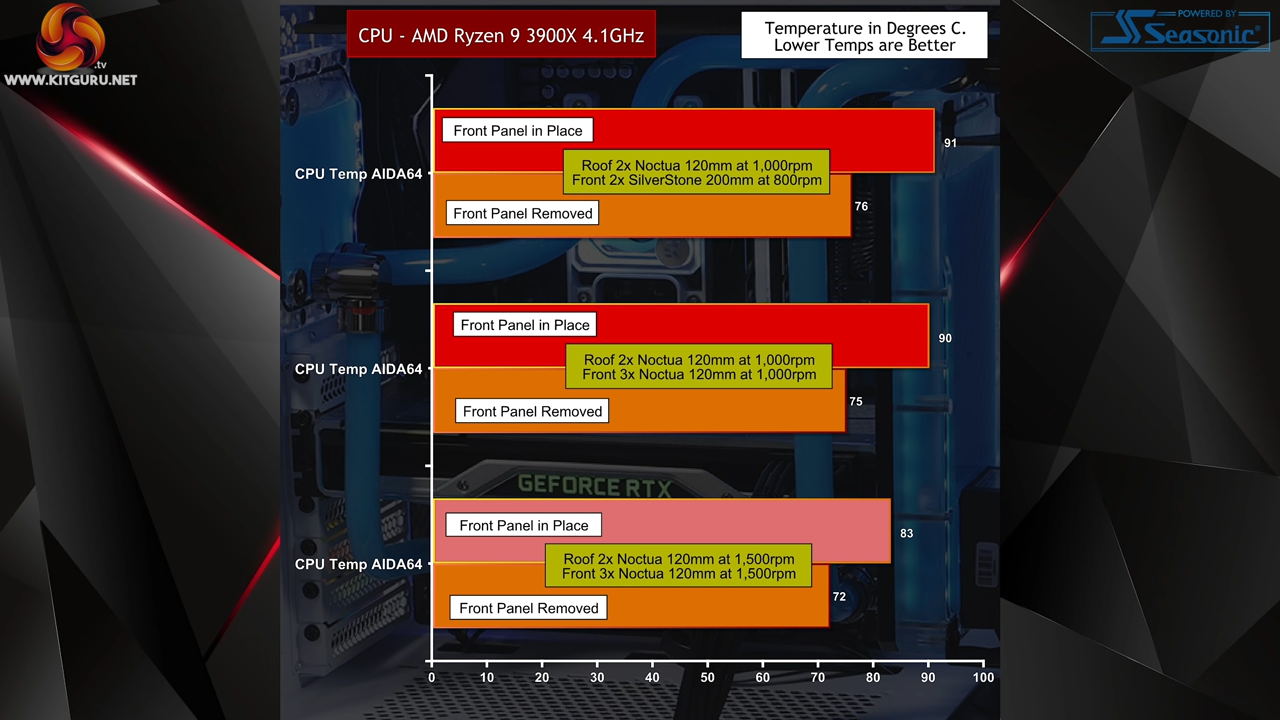 .tv
WWW.KITGURU.NET
CPU - AMD Ryzen 9 3900X 4.1GHz
Temperature in Degrees C.
Lower Temps are Better
POWERED BY
Seasonic
Front Panel in Place
91
Roof 2x Noctua 120mm at 1,000rpm
Front 2x SilverStone 200mm at 800rpm
CPU Temp AIDA64
Front Panel Removed
76
Front Panel in Place
90
Roof 2x Noctua 120mm at 1,000rpm
Front 3x Noctua 120mm at 1,000rpm
CPU Temp AIDA64
Front Panel Removed
75
GEFORCE RTX
Front Panel in Place
83
Roof 2x Noctua 120mm at 1,500rpm
Front 3x Noctua 120mm at 1,500rpm
CPU Temp AIDA64
Front Panel Removed
72
0 10 20 30 40 50 60 70 80 90 100